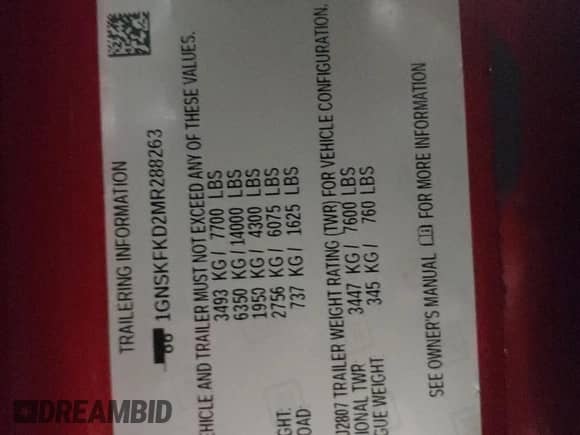 TRAILERING INFORMATION
1GNSKFKD2MR288263
EHICLE AND TRAILER MUST NOT EXCEED ANY OF THESE VALUES.
3493 KG / 7700 LBS
6350 KG / 14000 LBS
1950 KG / 4300 LBS
2756 KG / 6075 LBS
GHT: 737 KG / 1625 LBS
OAD
J2807 TRAILER WEIGHT RATING (TWR) FOR VEHICLE CONFIGURATION.
IONAL TWR 3447 KG / 7600 LBS
GUE WEIGHT 345 KG / 760 LBS
SEE OWNER'S MANUAL FOR MORE INFORMATION
DREAMBID